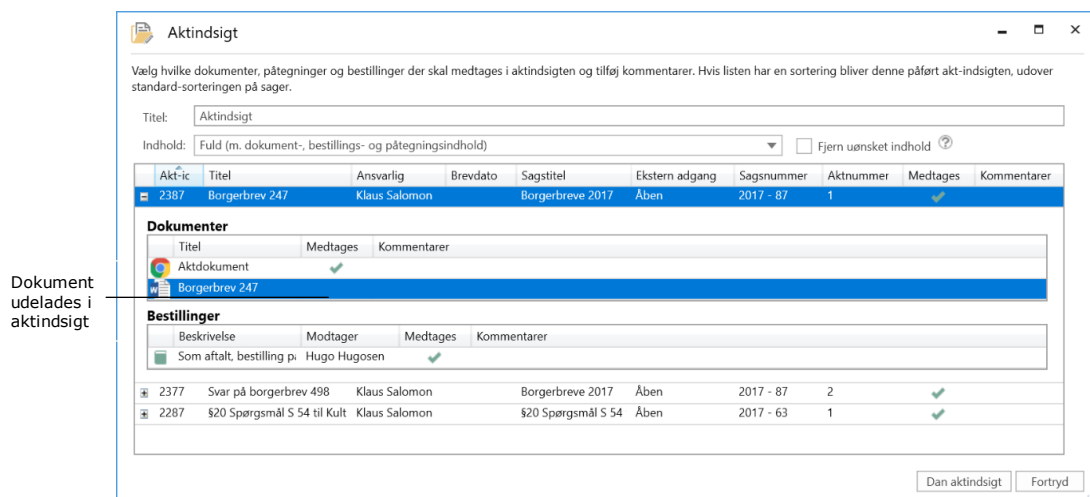 Aktindsigt
Vælg hvilke dokumenter, påtegninger og bestillinger der skal medtages i aktindsigten og tilføj kommentarer. Hvis listen har en sortering bliver denne påført akt-indsigten, udover
standard-sorteringen på sager.
Titel: Aktindsigt
Indhold: Fuld (m. dokument-, bestillings- og påtegningsindhold) Fjern uønsket indhold ?
Akt-ic Titel Ansvarlig Brevdato Sagstitel Ekstern adgang Sagsnummer Aktnummer Medtages Kommentarer
2387 Borgerbrev 247 Klaus Salomon Borgerbreve 2017 Åben 2017 - 87 1
Dokumenter
Titel Medtages Kommentarer
Aktdokument
Borgerbrev 247
Dokument
udelades i
aktindsigt
Bestillinger
Beskrivelse Modtager Medtages Kommentarer
Som aftalt, bestilling på Hugo Hugosen
2377 Svar på borgerbrev 498 Klaus Salomon Borgerbreve 2017 Åben 2017 - 87 2
2287 §20 Spørgsmål S 54 til Kult Klaus Salomon §20 Spørgsmål S 54 Åben 2017 - 63 1
Dan aktindsigt Fortryd